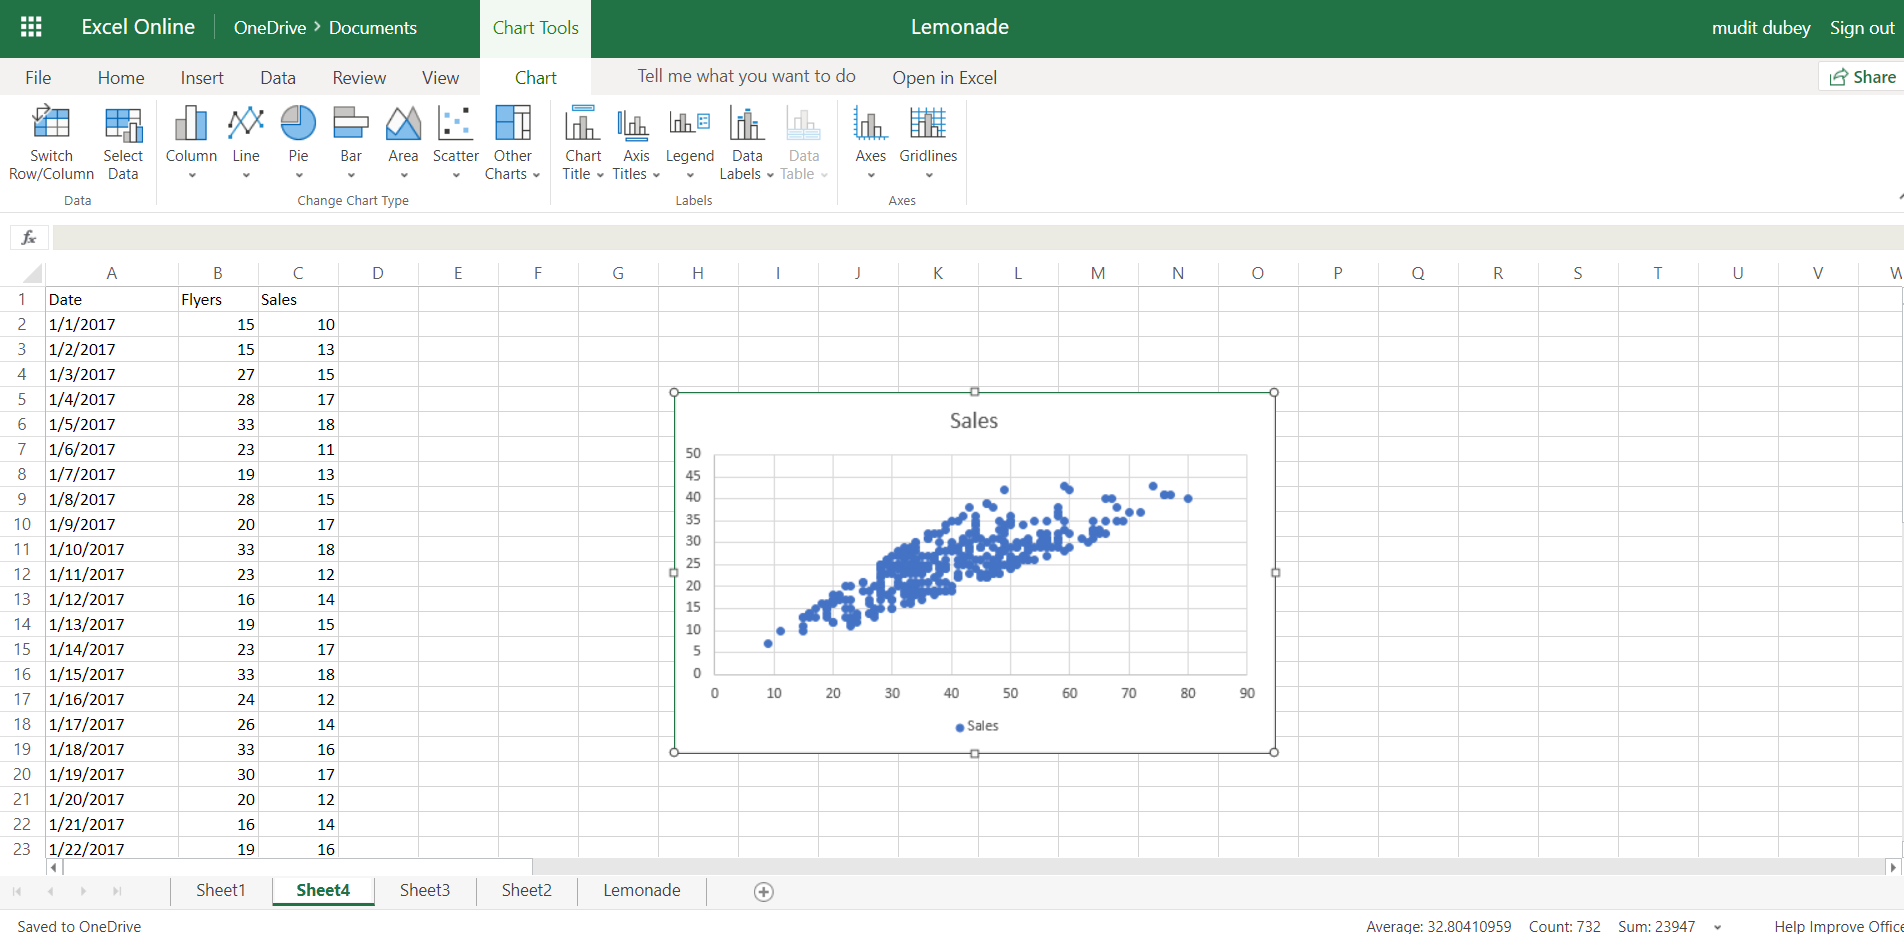 Excel Online OneDrive > Documents Chart Tools Lemonade mudit dubey Sign out
File Home Insert Data Review View Chart Tell me what you want to do Open in Excel Share
Switch Row/Column Select Data Column Line Pie Bar Area Scatter Other Charts Chart Title Axis Titles Legend Data Labels Data Table Axes Gridlines
Data Change Chart Type Labels Axes
fx
A B C D E F G H I J K L M N O P Q R S T U V W
1 Date Flyers Sales
2 1/1/2017 15 10
3 1/2/2017 15 13
4 1/3/2017 27 15
5 1/4/2017 28 17
6 1/5/2017 33 18
7 1/6/2017 23 11
8 1/7/2017 19 13
9 1/8/2017 28 15
10 1/9/2017 20 17
11 1/10/2017 33 18
12 1/11/2017 23 12
13 1/12/2017 16 14
14 1/13/2017 19 15
15 1/14/2017 23 17
16 1/15/2017 33 18
17 1/16/2017 24 12
18 1/17/2017 26 14
19 1/18/2017 33 16
20 1/19/2017 30 17
21 1/20/2017 20 12
22 1/21/2017 16 14
23 1/22/2017 19 16
Sales
50
45
40
35
30
25
20
15
10
5
0
0 10 20 30 40 50 60 70 80 90
Sales
Sheet1 Sheet4 Sheet3 Sheet2 Lemonade
Saved to OneDrive Average: 32.80410959 Count: 732 Sum: 23947 Help Improve Office